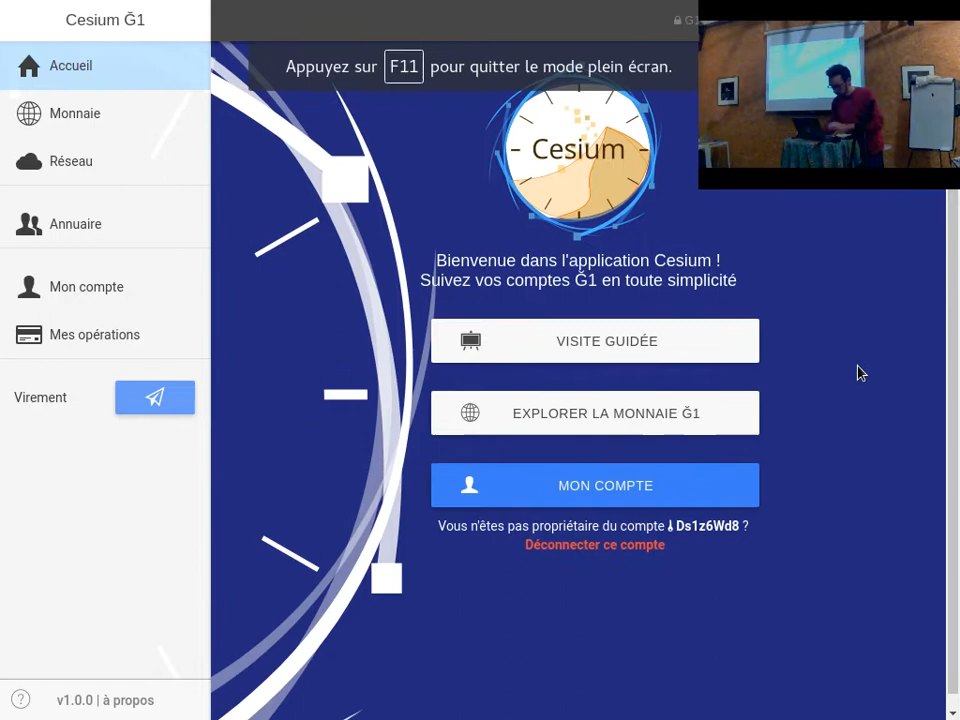 Cesium Ğ1
Accueil
Monnaie
Réseau
Annuaire
Mon compte
Mes opérations
Virement
v1.0.0 | à propos
G1
Appuyez sur F11 pour quitter le mode plein écran.
Cesium
Bienvenue dans l'application Cesium !
Suivez vos comptes Ğ1 en toute simplicité
VISITE GUIDÉE
EXPLORER LA MONNAIE Ğ1
MON COMPTE
Vous n'êtes pas propriétaire du compte Ds1z6Wd8 ?
Déconnecter ce compte